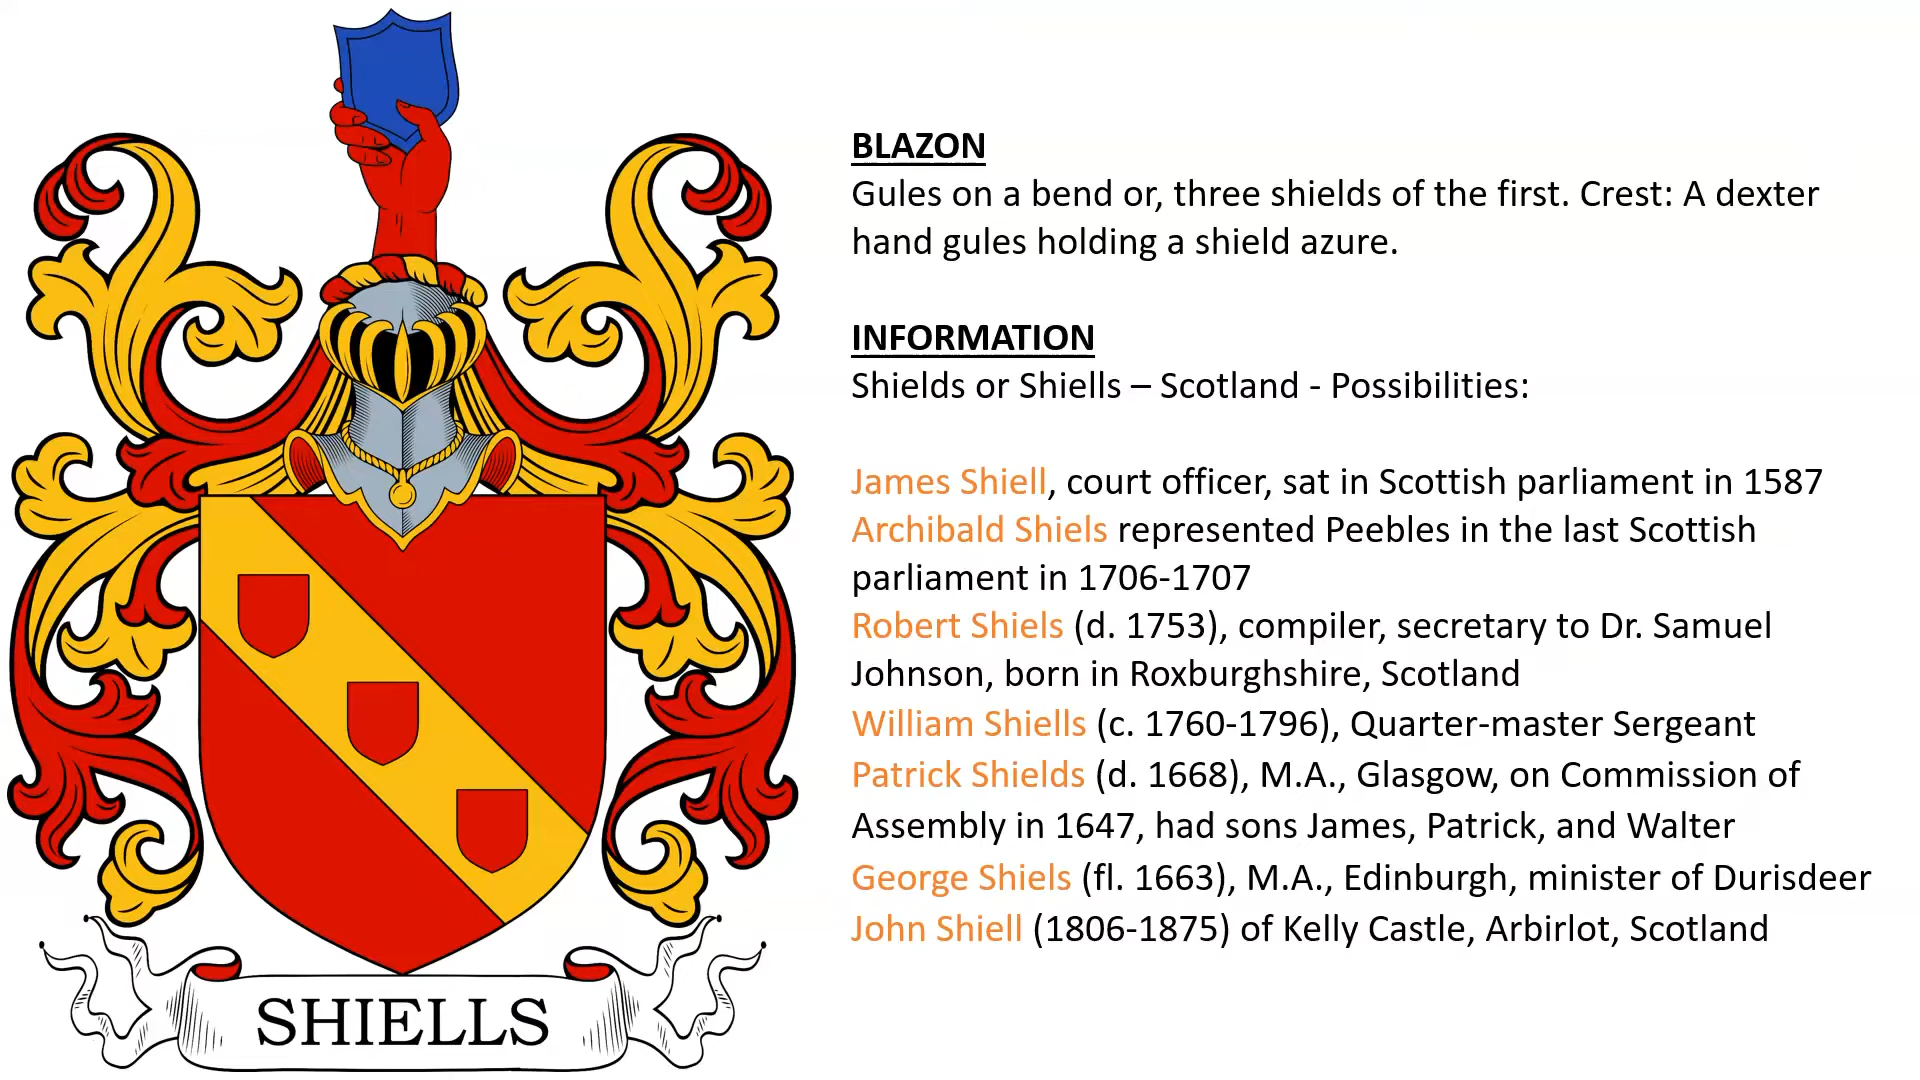 BLAZON
Gules on a bend or, three shields of the first. Crest: A dexter
hand gules holding a shield azure.
INFORMATION
Shields or Shiells – Scotland - Possibilities:
James Shiell, court officer, sat in Scottish parliament in 1587
Archibald Shiels represented Peebles in the last Scottish
parliament in 1706-1707
Robert Shiels (d. 1753), compiler, secretary to Dr. Samuel
Johnson, born in Roxburghshire, Scotland
William Shiells (c. 1760-1796), Quarter-master Sergeant
Patrick Shields (d. 1668), M.A., Glasgow, on Commission of
Assembly in 1647, had sons James, Patrick, and Walter
George Shiels (fl. 1663), M.A., Edinburgh, minister of Durisdeer
John Shiell (1806-1875) of Kelly Castle, Arbirlot, Scotland
SHIELLS